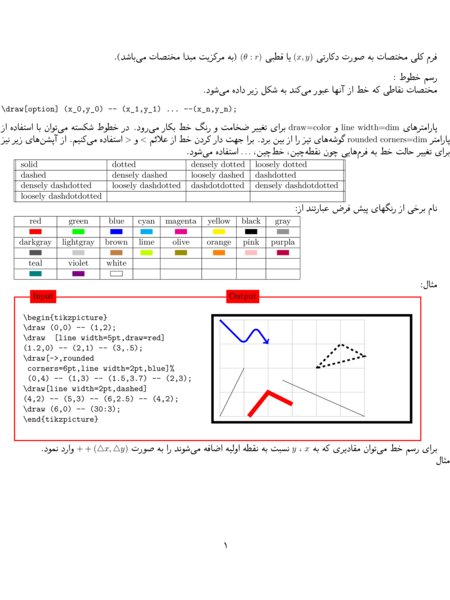 فرم کلی مختصات به صورت دکارتی (x,y) یا قطبی (θ : r) (به مرکزیت مبدا مختصات می‌باشد).
رسم خطوط :
مختصات نقاطی که خط از آنها عبور می‌کند به شکل زیر داده می‌شود.
\draw[option] (x_0,y_0) -- (x_1,y_1) ... --(x_n,y_n);
پارامترهای line width=dim و draw=color برای تغییر ضخامت و رنگ خط بکار می‌رود. در خطوط شکسته می‌توان با استفاده از
پارامتر rounded corners=dim گوشه‌های تیز را از بین برد. برا جهت دار کردن خط از علائم > و < استفاده می‌کنیم. از آپشن‌های زیر نیز
برای تغییر حالت خط به فرم‌هایی چون نقطه‌چین، خط‌چین، ... استفاده می‌شود.
solid dotted densely dotted loosely dotted
dashed densely dashed loosely dashed dashdotted
densely dashdotted loosely dashdotted dashdotdotted densely dashdotdotted
loosely dashdotdotted
نام برخی از رنگهای پیش فرض عبارتند از:
red green blue cyan magenta yellow black gray
darkgray lightgray brown lime olive orange pink purpla
teal violet white
مثال:
Input Output
\begin{tikzpicture}
\draw (0,0) -- (1,2);
\draw [line width=5pt,draw=red]
(1.2,0) -- (2,1) -- (3,.5);
\draw[->,rounded
corners=6pt,line width=2pt,blue]%
(0,4) -- (1,3) -- (1.5,3.7) -- (2,3);
\draw[line width=2pt,dashed]
(4,2) -- (5,3) -- (6,2.5) -- (4,2);
\draw (6,0) -- (30:3);
\end{tikzpicture}
برای رسم خط می‌توان مقادیری که به x ، y نسبت به نقطه اولیه اضافه می‌شوند را به صورت (△x,△y) ++ وارد نمود.
مثال
۱